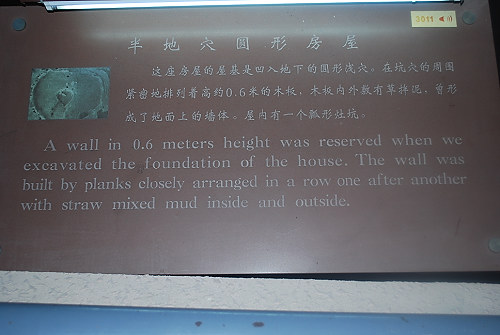 3011
半地穴圆形房屋
这座房屋的屋基是凹入地下的圆形浅穴。在坑穴的周围
紧密地排列着高约0.6米的木板，木板内外敷有草拌泥，曾形
成了地面上的墙体。屋内有一个瓢形灶坑。
A wall in 0.6 meters height was reserved when we
excavated the foundation of the house. The wall was
built by planks closely arranged in a row one after another
with straw mixed mud inside and outside.